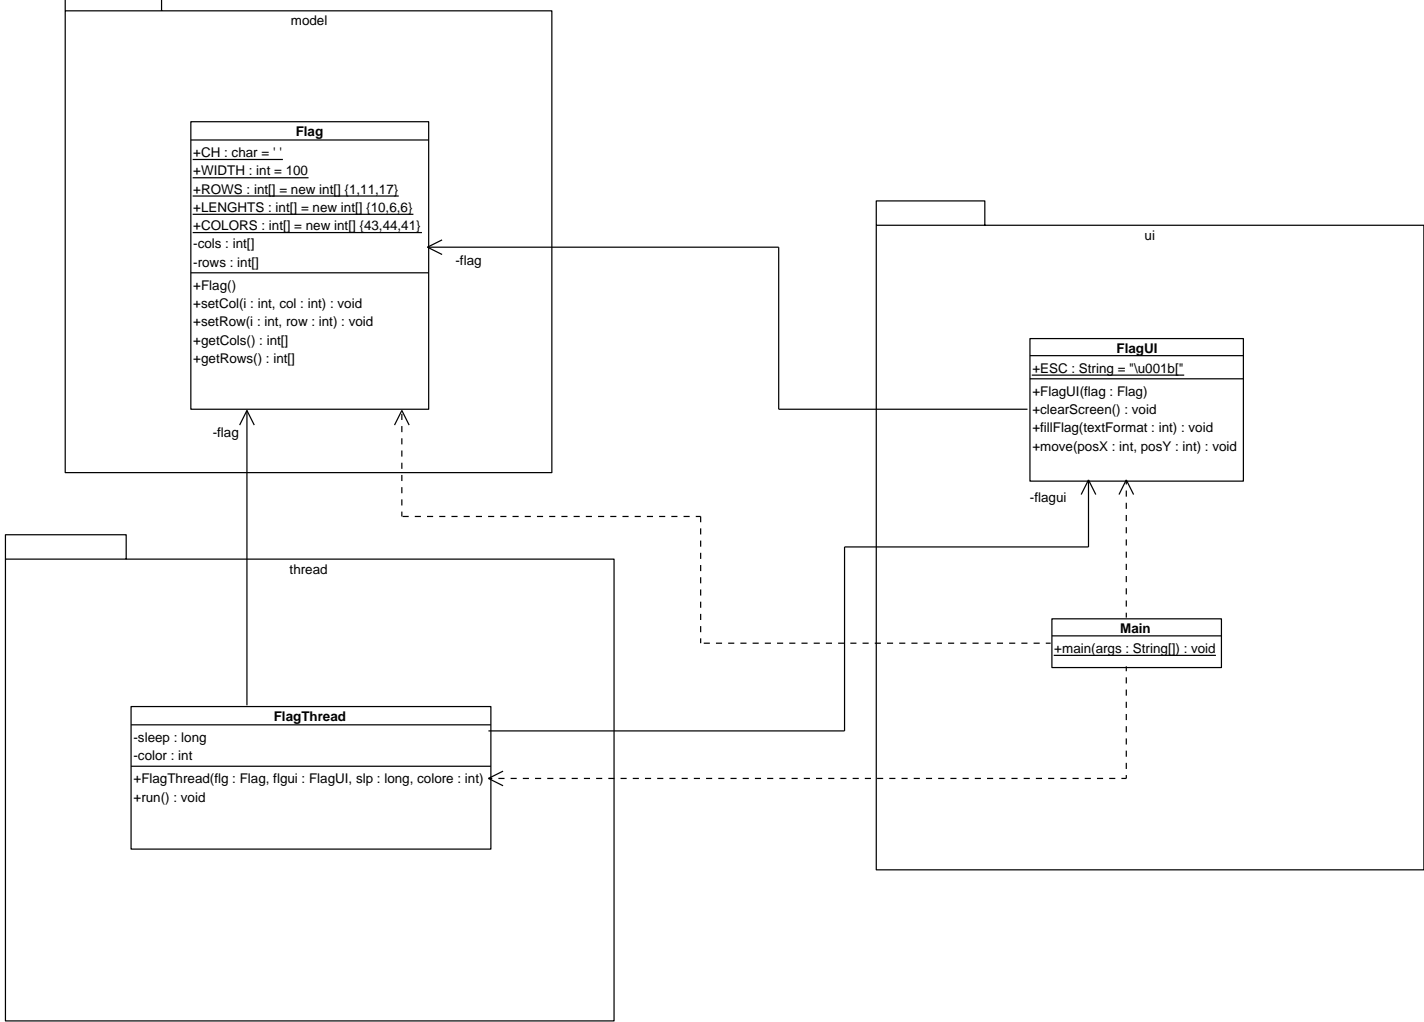 model
Flag
+CH : char = ' '
+WIDTH : int = 100
+ROWS : int[] = new int[] {1,11,17}
+LENGHTS : int[] = new int[] {10,6,6}
+COLORS : int[] = new int[] {43,44,41}
-cols : int[]
-rows : int[]
+Flag()
+setCol(i : int, col : int) : void
+setRow(i : int, row : int) : void
+getCols() : int[]
+getRows() : int[]
-flag
-flag
ui
FlagUI
+ESC : String = "\u001b["
+FlagUI(flag : Flag)
+clearScreen() : void
+fillFlag(textFormat : int) : void
+move(posX : int, posY : int) : void
-flagui
Main
+main(args : String[]) : void
thread
FlagThread
-sleep : long
-color : int
+FlagThread(flg : Flag, flgui : FlagUI, slp : long, colore : int)
+run() : void